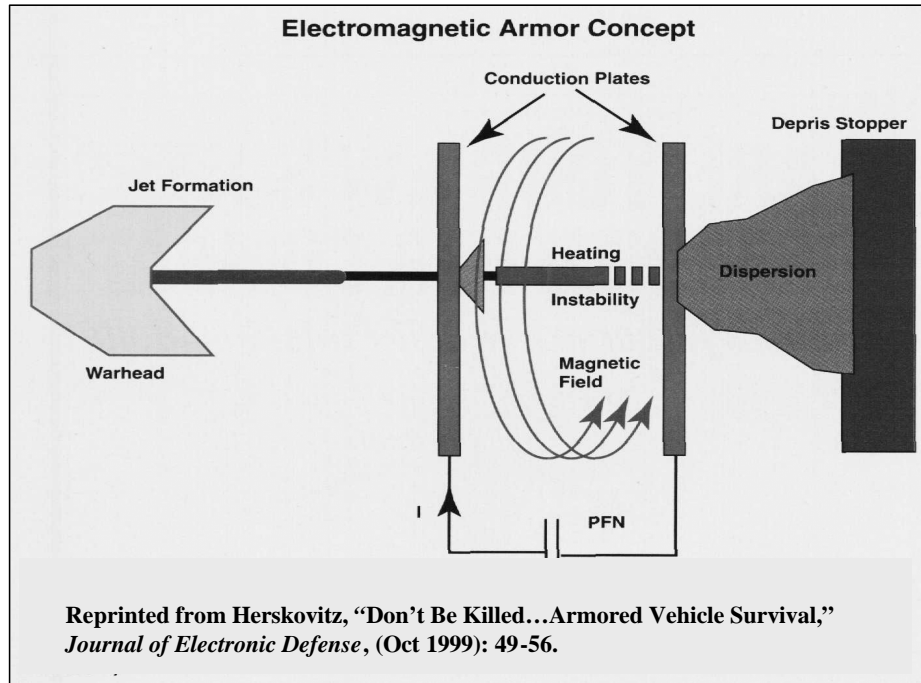 Electromagnetic Armor Concept
Conduction Plates
Depris Stopper
Jet Formation
Heating
Dispersion
Instability
Magnetic
Field
Warhead
I
PFN
Reprinted from Herskovitz, “Don’t Be Killed…Armored Vehicle Survival,”
Journal of Electronic Defense, (Oct 1999): 49-56.